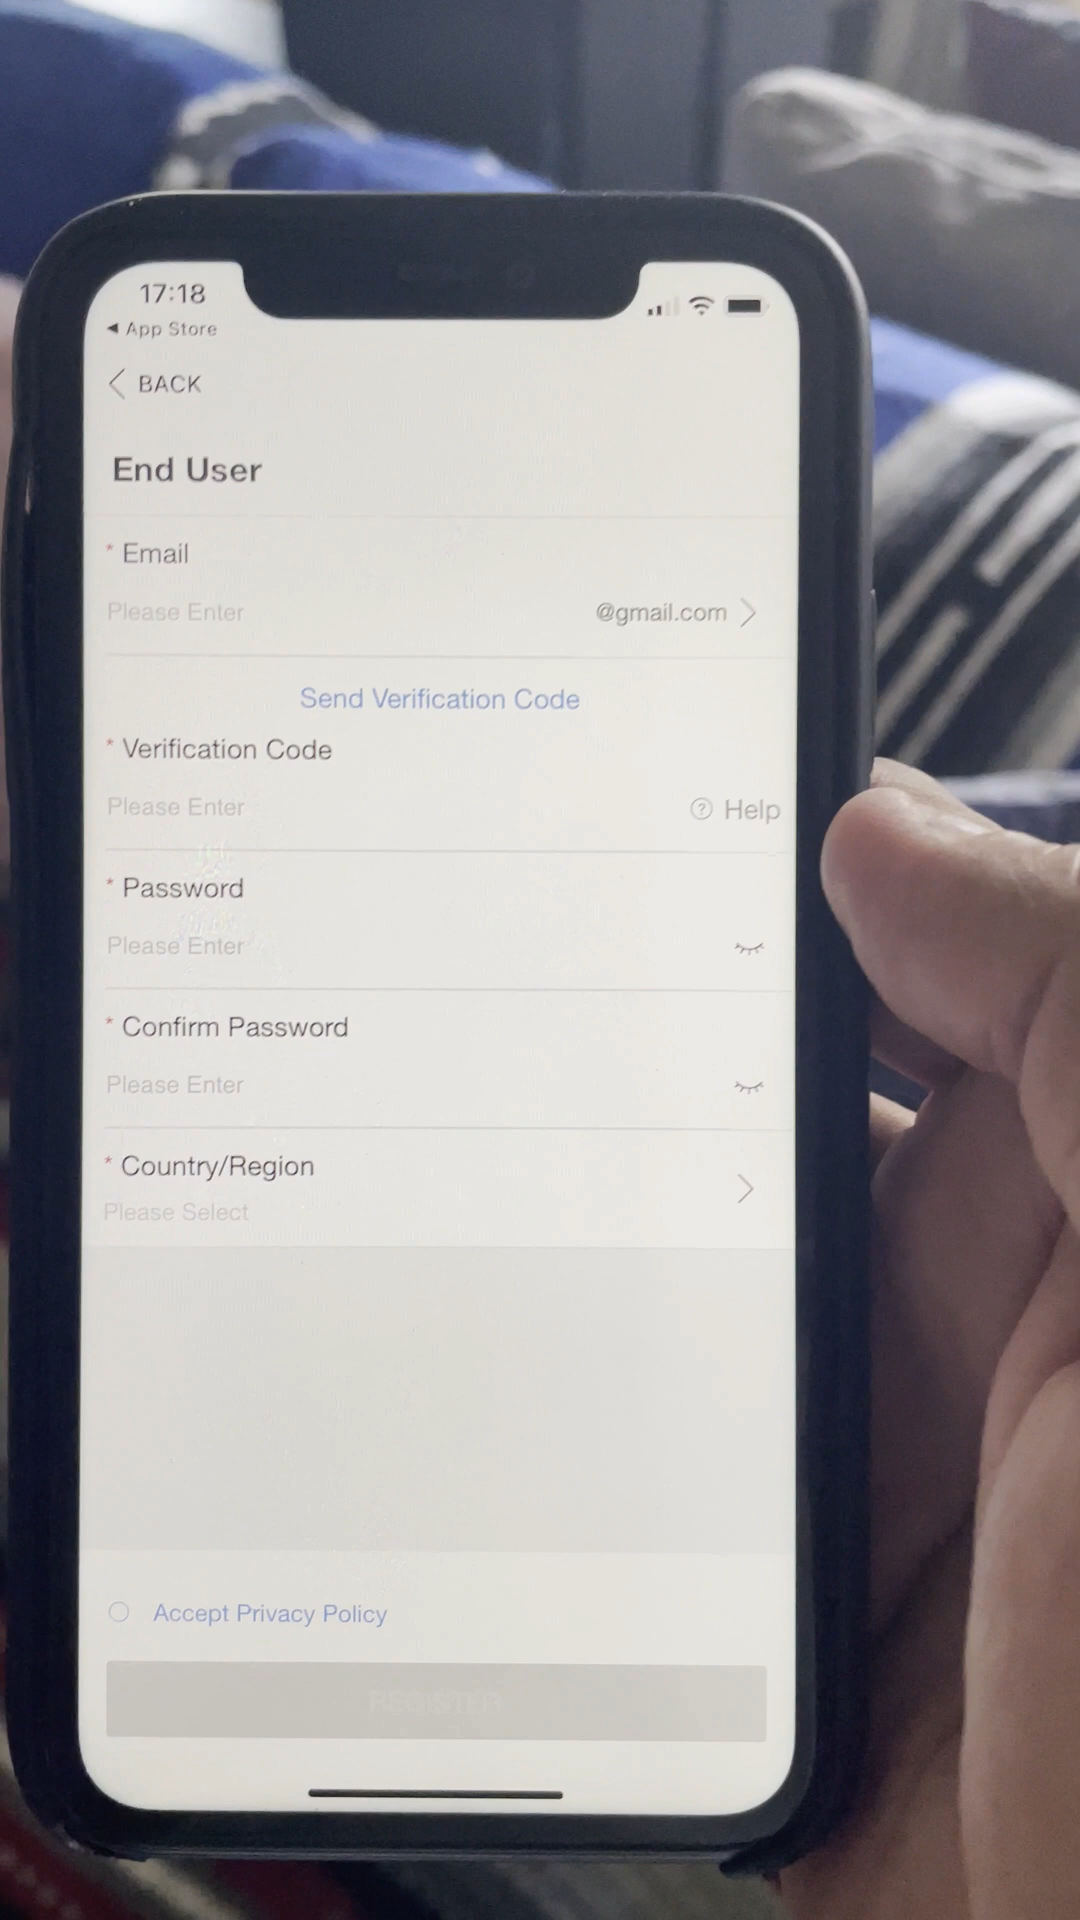 17:18
◀ App Store
BACK
End User
* Email
Please Enter @gmail.com
Send Verification Code
* Verification Code
Please Enter ? Help
* Password
Please Enter
* Confirm Password
Please Enter
* Country/Region
Please Select
Accept Privacy Policy
REGISTER